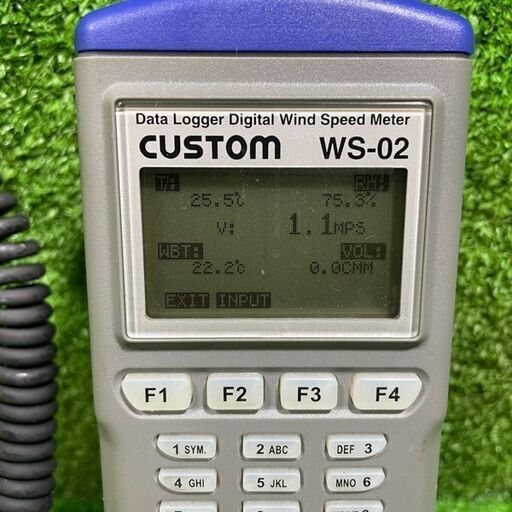 Data Logger Digital Wind Speed Meter
CUSTOM WS-02
T: RH:
25.5℃ 75.3%
V: 1.1MPS
WBT: VOL:
22.2℃ 0.0CMM
EXIT INPUT
F1 F2 F3 F4
1 SYM. 2 ABC DEF 3
4 GHI 5 JKL MNO 6